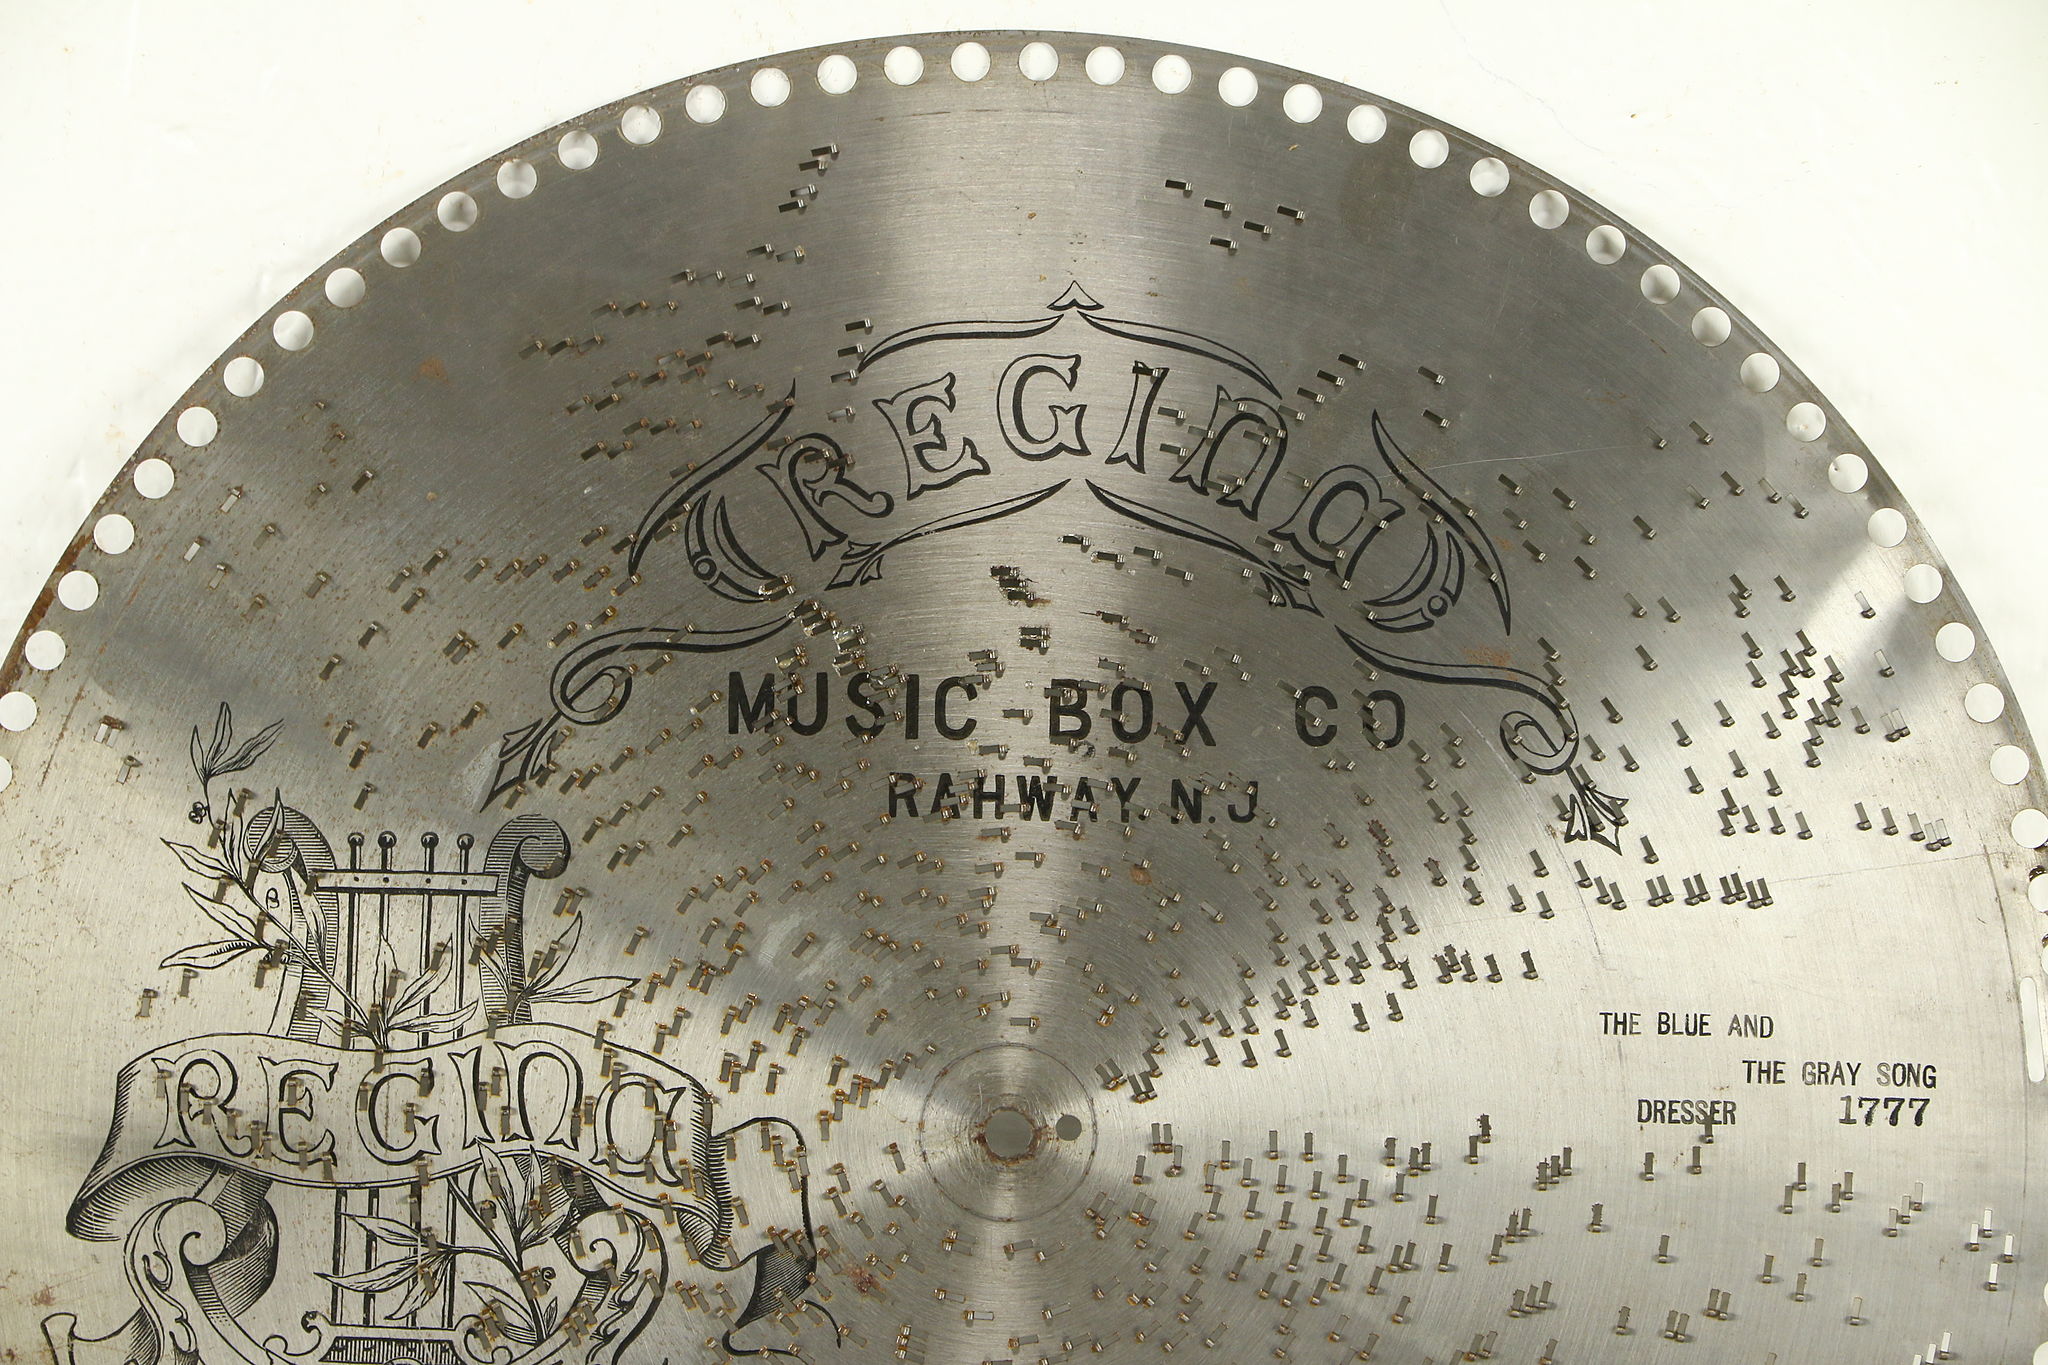 REGINA
MUSIC BOX CO
RAHWAY. N.J
REGINA
THE BLUE AND
THE GRAY SONG
DRESSER 1777